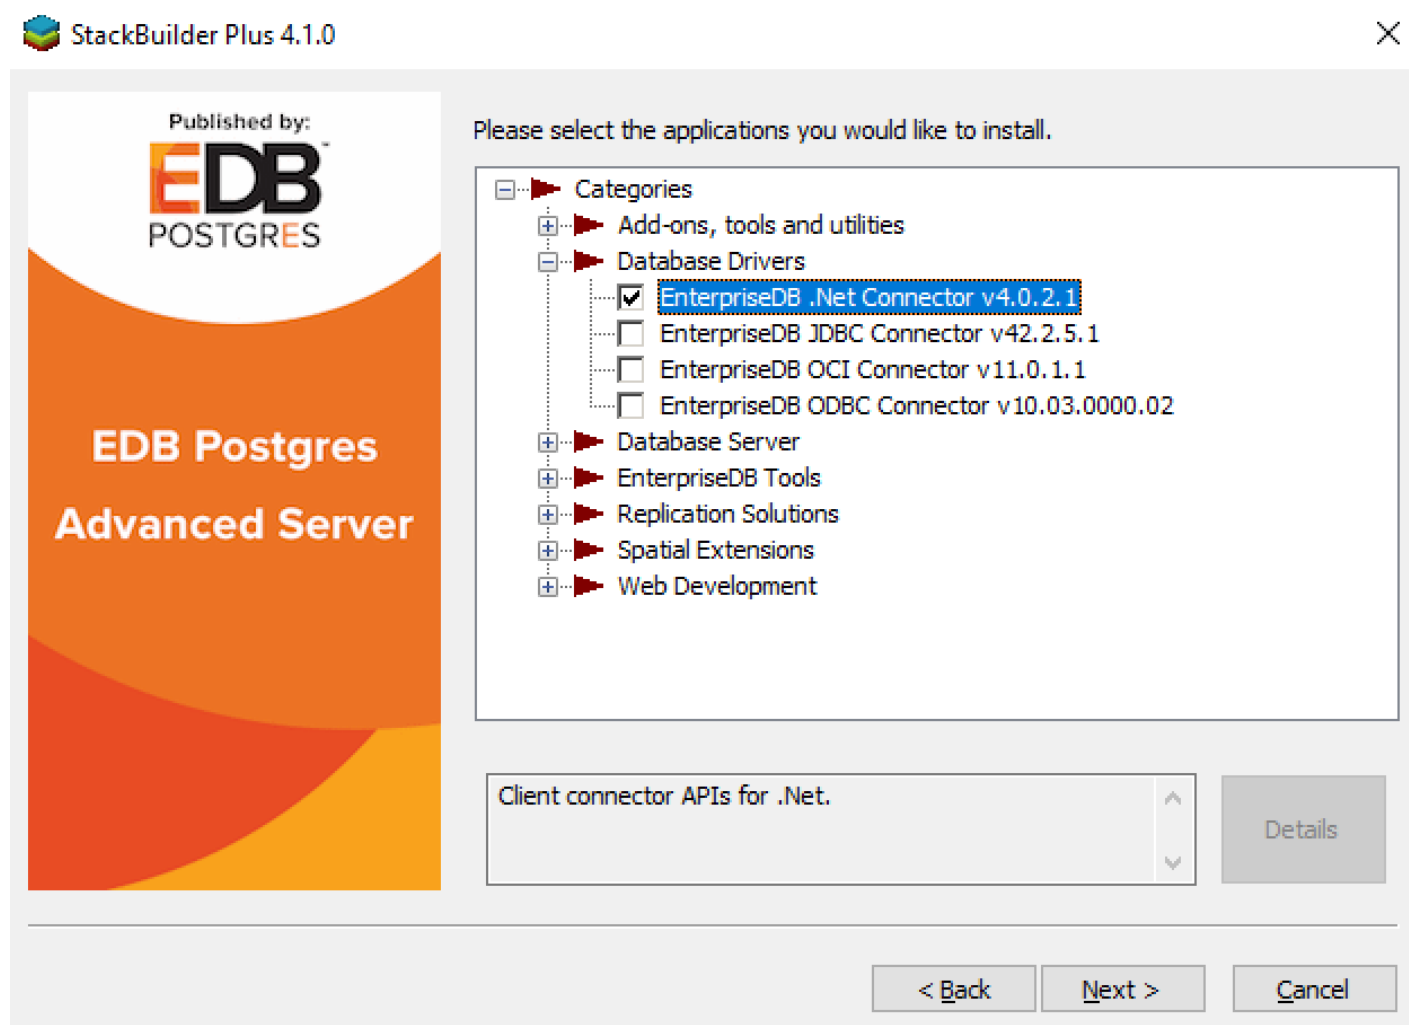 StackBuilder Plus 4.1.0
Published by:
EDB™
POSTGRES
EDB Postgres
Advanced Server
Please select the applications you would like to install.
Categories
Add-ons, tools and utilities
Database Drivers
EnterpriseDB .Net Connector v4.0.2.1
EnterpriseDB JDBC Connector v42.2.5.1
EnterpriseDB OCI Connector v11.0.1.1
EnterpriseDB ODBC Connector v10.03.0000.02
Database Server
EnterpriseDB Tools
Replication Solutions
Spatial Extensions
Web Development
Client connector APIs for .Net.
Details
< Back
Next >
Cancel